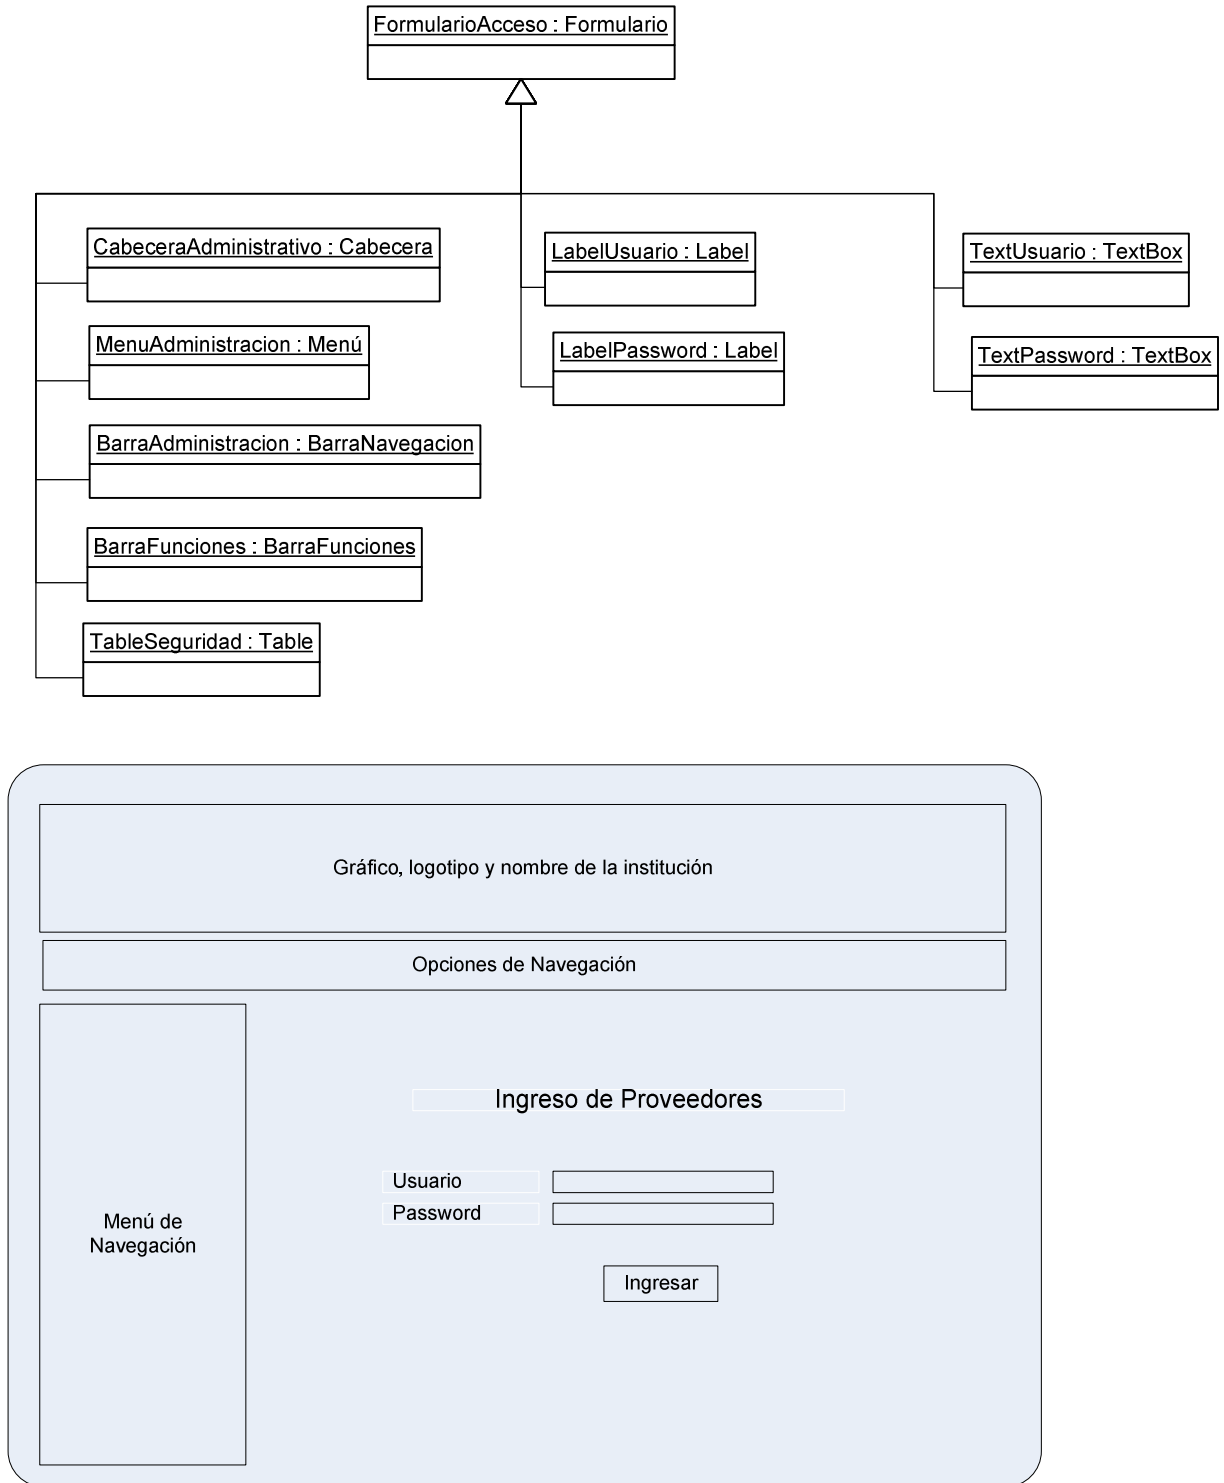 FormularioAcceso : Formulario
CabeceraAdministrativo : Cabecera
MenuAdministracion : Menú
BarraAdministracion : BarraNavegacion
BarraFunciones : BarraFunciones
TableSeguridad : Table
LabelUsuario : Label
LabelPassword : Label
TextUsuario : TextBox
TextPassword : TextBox
Gráfico, logotipo y nombre de la institución
Opciones de Navegación
Menú de
Navegación
Ingreso de Proveedores
Usuario
Password
Ingresar